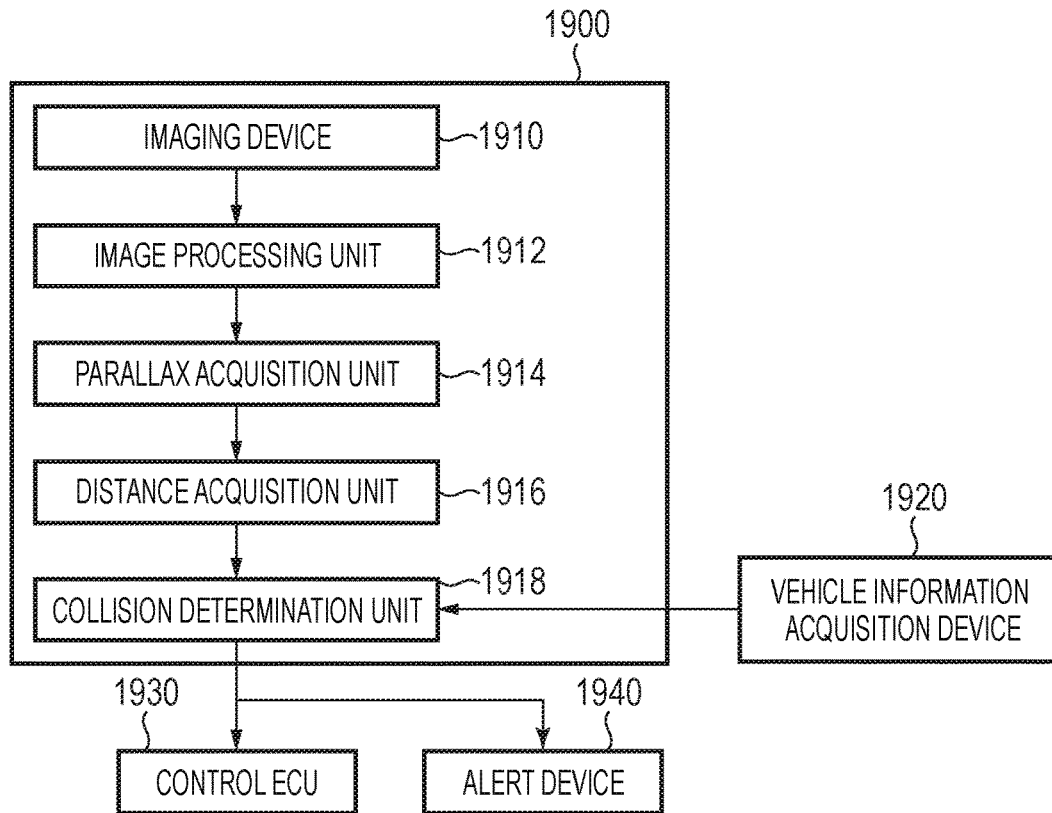 1900
IMAGING DEVICE
1910
IMAGE PROCESSING UNIT
1912
PARALLAX ACQUISITION UNIT
1914
DISTANCE ACQUISITION UNIT
1916
COLLISION DETERMINATION UNIT
1918
1920
VEHICLE INFORMATION
ACQUISITION DEVICE
1930
CONTROL ECU
1940
ALERT DEVICE